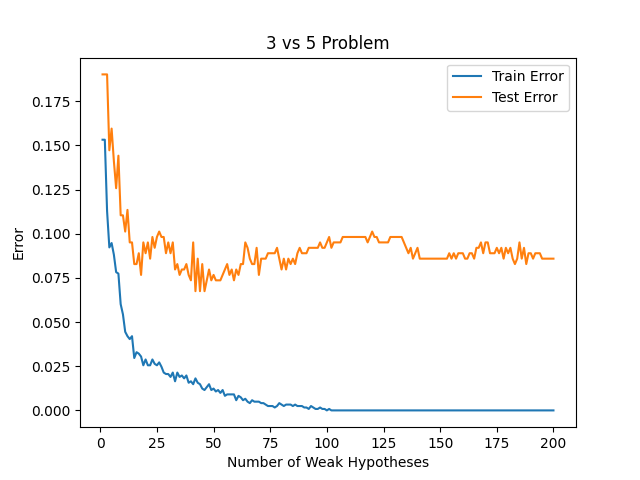 3 vs 5 Problem
Train Error
Test Error
0.175
0.150
0.125
0.100
0.075
0.050
0.025
0.000
Error
0 25 50 75 100 125 150 175 200
Number of Weak Hypotheses